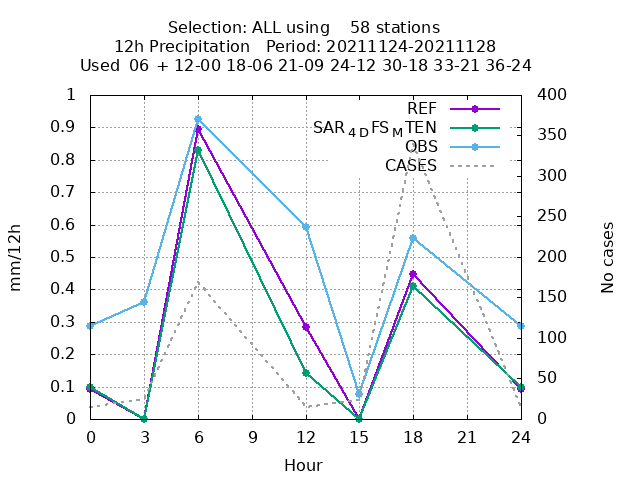 Selection: ALL using    58 stations
12h Precipitation   Period: 20211124-20211128
Used  06 + 12-00 18-06 21-09 24-12 30-18 33-21 36-24
1
0.9
0.8
0.7
0.6
0.5
0.4
0.3
0.2
0.1
0
mm/12h
400
350
300
250
200
150
100
50
0
No cases
REF
SAR4DFSMTEN
OBS
CASES
0 3 6 9 12 15 18 21 24
Hour